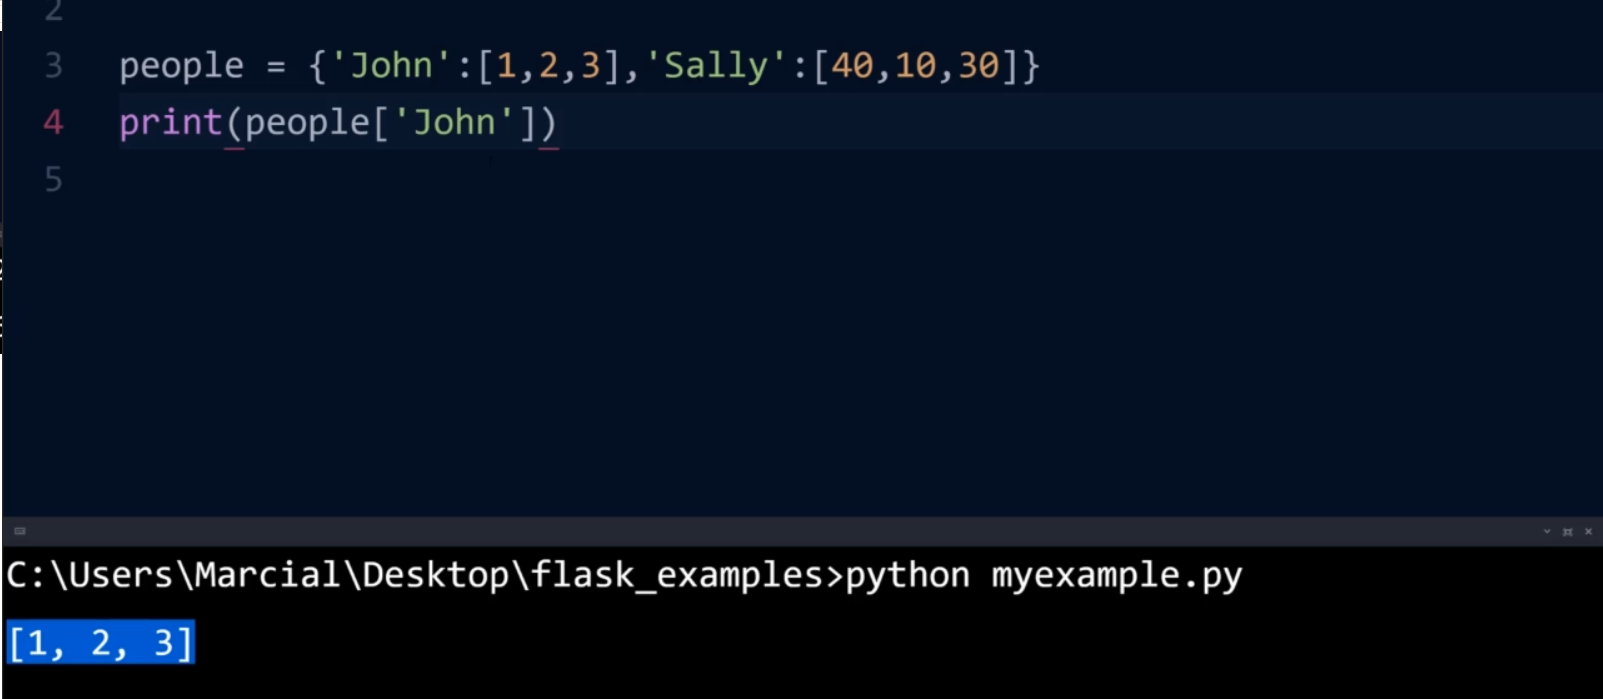 2
3 people = {'John':[1,2,3],'Sally':[40,10,30]}
4 print(people['John'])
5
C:\Users\Marcial\Desktop\flask_examples>python myexample.py
[1, 2, 3]